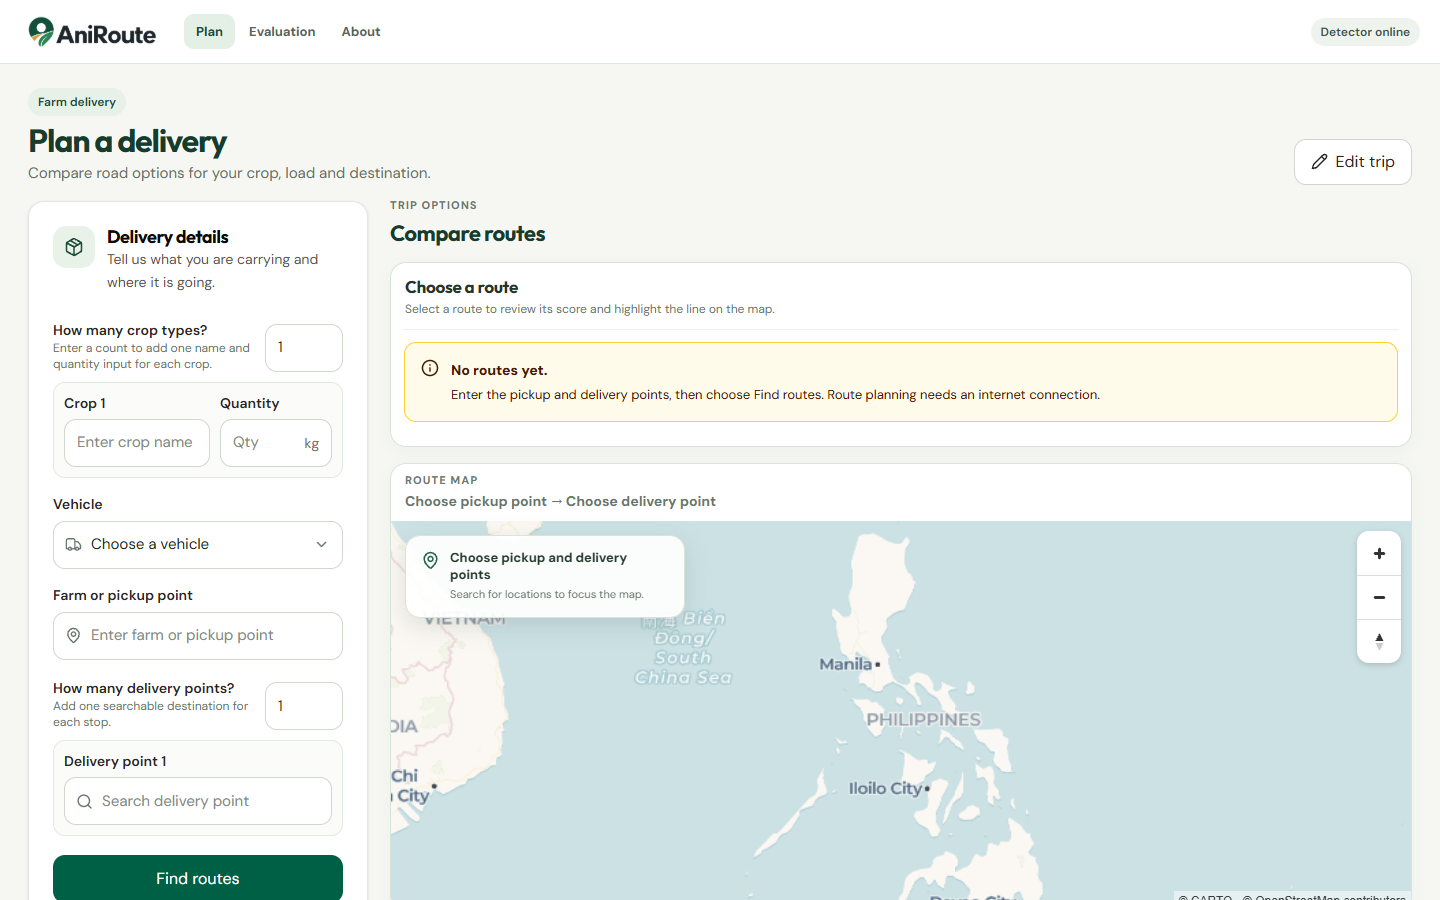 AniRoute
Plan
Evaluation
About
Detector online
Farm delivery
Plan a delivery
Compare road options for your crop, load and destination.
Edit trip
Delivery details
Tell us what you are carrying and
where it is going.
How many crop types?
Enter a count to add one name and
quantity input for each crop.
1
Crop 1
Quantity
Enter crop name
Qty
kg
Vehicle
Choose a vehicle
Farm or pickup point
Enter farm or pickup point
How many delivery points?
Add one searchable destination for
each stop.
1
Delivery point 1
Search delivery point
Find routes
TRIP OPTIONS
Compare routes
Choose a route
Select a route to review its score and highlight the line on the map.
No routes yet.
Enter the pickup and delivery points, then choose Find routes. Route planning needs an internet connection.
ROUTE MAP
Choose pickup point → Choose delivery point
Choose pickup and delivery
points
Search for locations to focus the map.
VIETNAM
南海 Biển
Đông/
South
China Sea
Manila
PHILIPPINES
DIA
Chi
City
Iloilo City
Davao City
© CARTO, © OpenStreetMap contributors